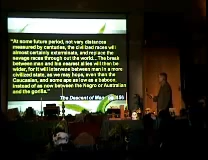 "At some future period, not very distant as
measured by centuries, the civilized races will
almost certainly exterminate, and replace the
savage races through out the world...The break
between man and his nearest allies will then be
wider, for it will intervene between man in a more
civilized state, as we may hope, even than the
Caucasian, and some ape as low as a baboon,
instead of as now between the Negro or Australian
and the gorilla."
The Descent of Man